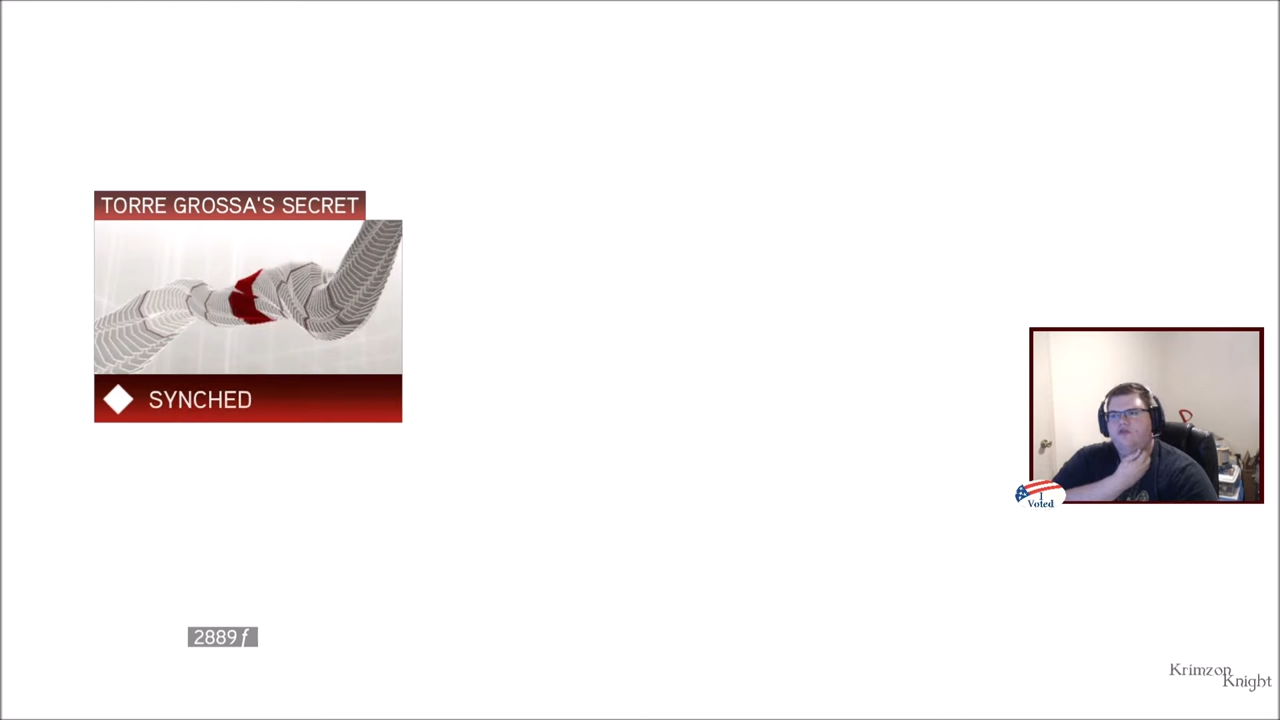 TORRE GROSSA'S SECRET
SYNCHED
I
Voted
2889 f
Krimzon
Knight